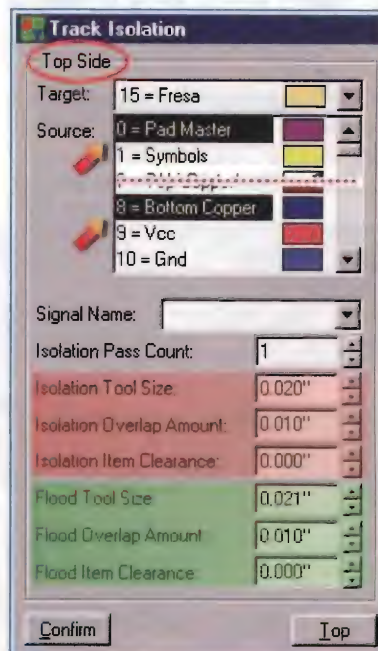 Track Isolation
Top Side
Target: 15 = Fresa
Source: 0 = Pad Master
1 = Symbols
8 = Bottom Copper
9 = Vcc
10 = Gnd
Signal Name:
Isolation Pass Count: 1
Isolation Tool Size: 0.020"
Isolation Overlap Amount: 0.010"
Isolation Item Clearance: 0.000"
Flood Tool Size: 0.021"
Flood Overlap Amount: 0.010"
Flood Item Clearance: 0.000"
Confirm Top